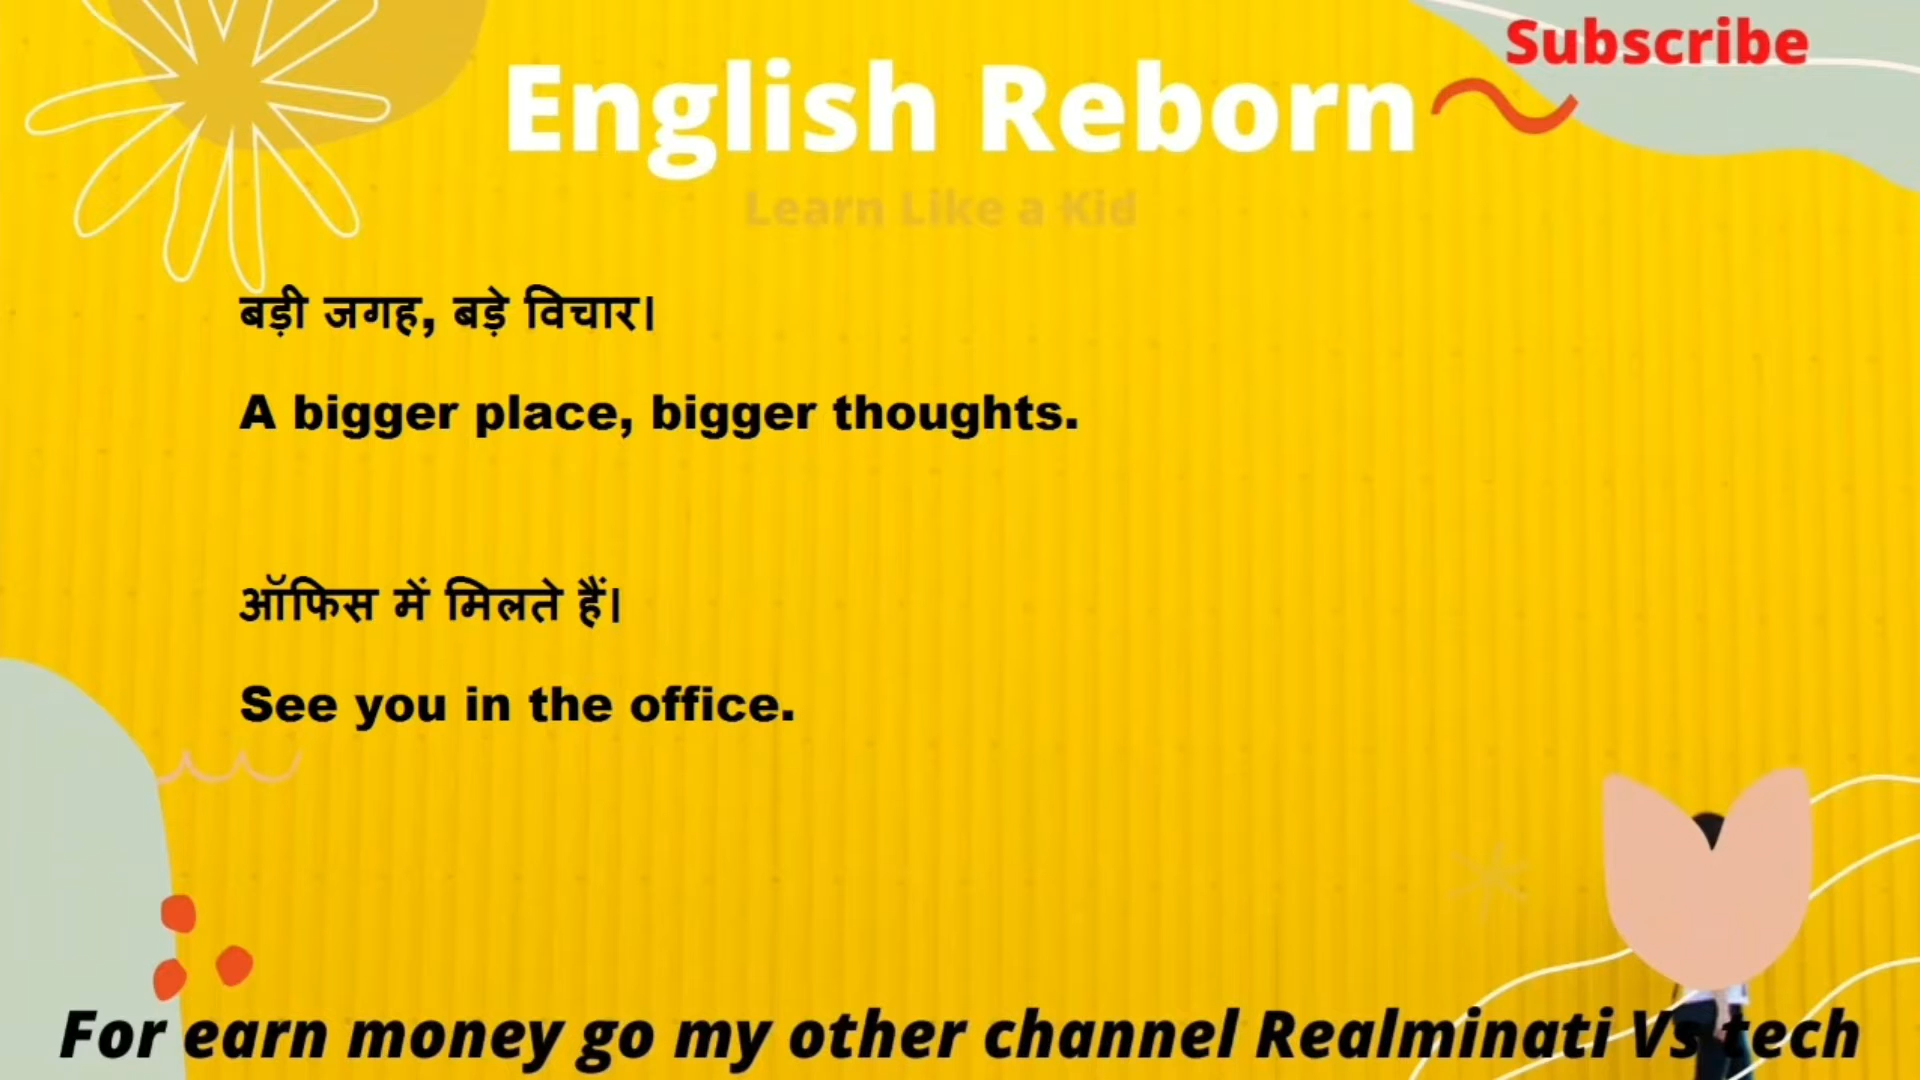 Subscribe
English Reborn
Learn Like a Kid
बड़ी जगह, बड़े विचार।
A bigger place, bigger thoughts.
ऑफिस में मिलते हैं।
See you in the office.
For earn money go my other channel Realminati Vs tech